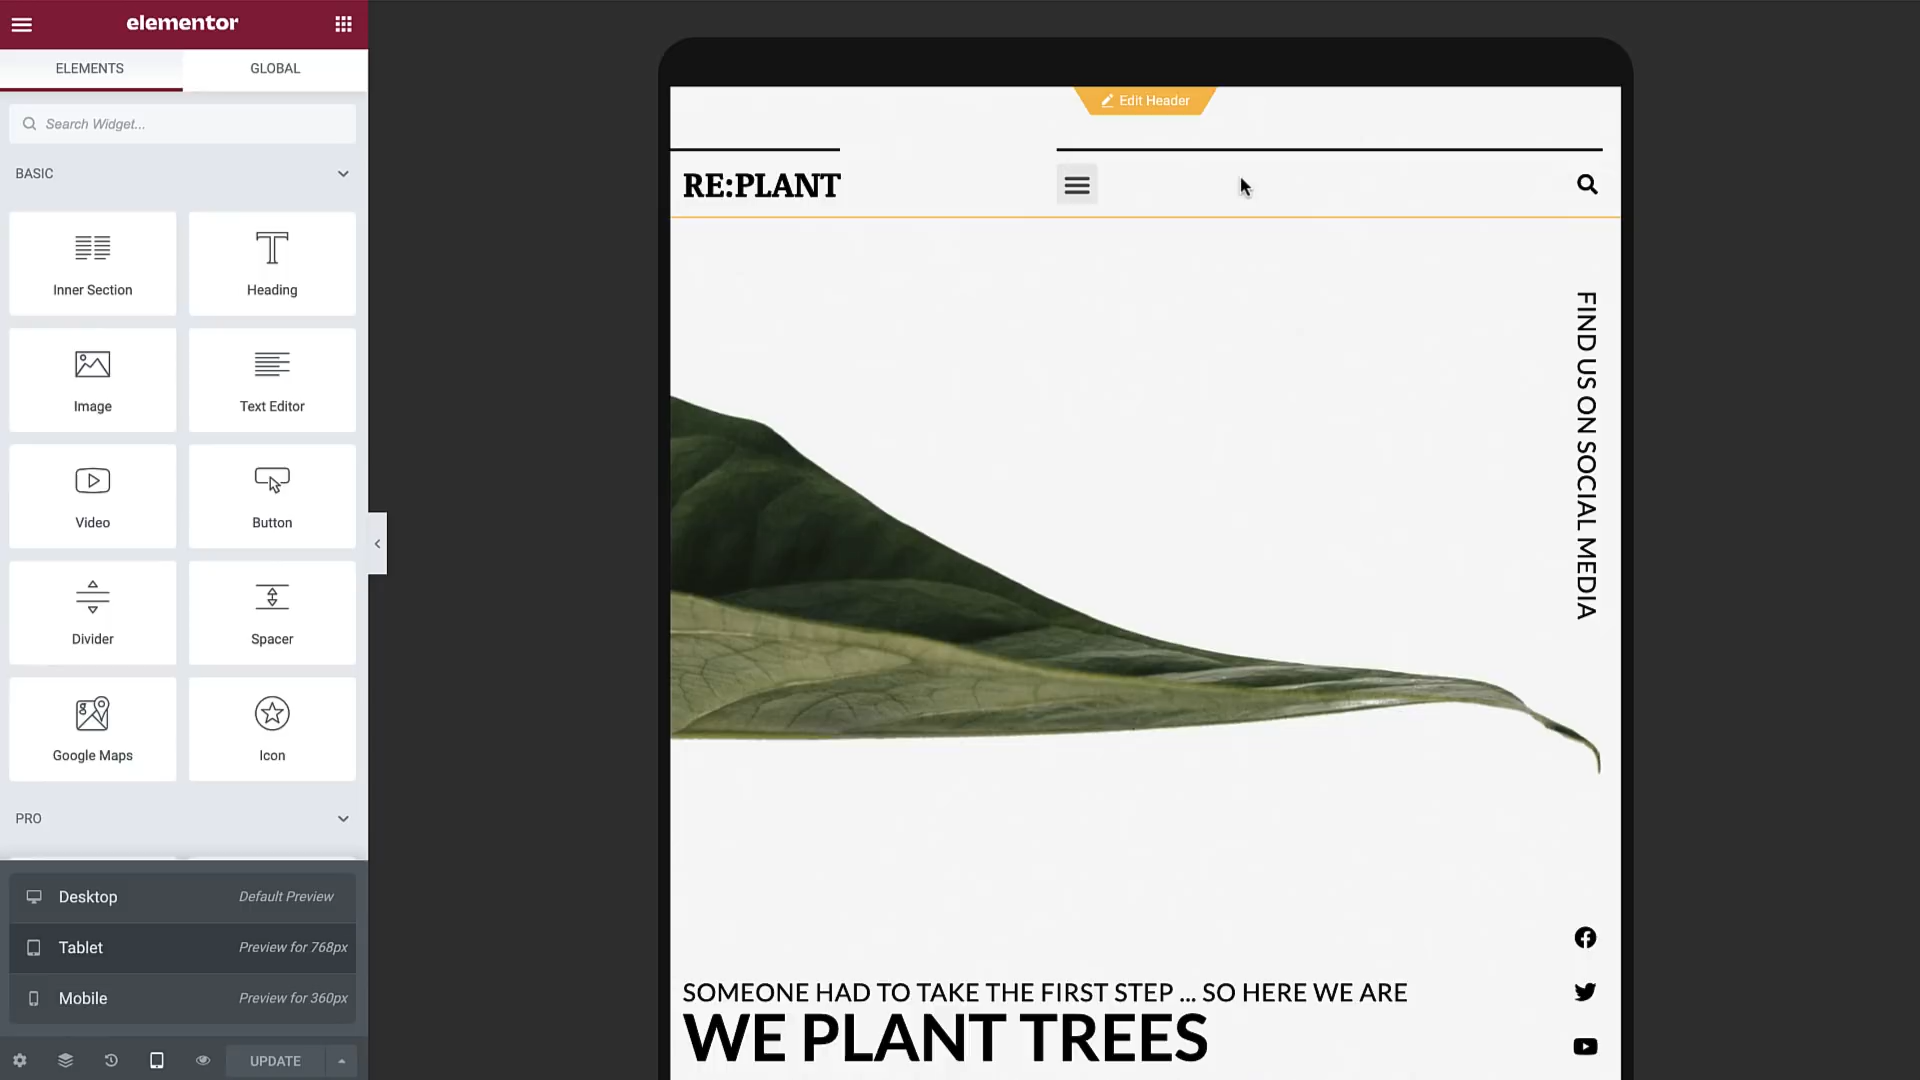 elementor
ELEMENTS
GLOBAL
Search Widget...
BASIC
Inner Section
Heading
Image
Text Editor
Video
Button
Divider
Spacer
Google Maps
Icon
PRO
Desktop
Default Preview
Tablet
Preview for 768px
Mobile
Preview for 360px
UPDATE
Edit Header
RE:PLANT
FIND US ON SOCIAL MEDIA
SOMEONE HAD TO TAKE THE FIRST STEP ... SO HERE WE ARE
WE PLANT TREES